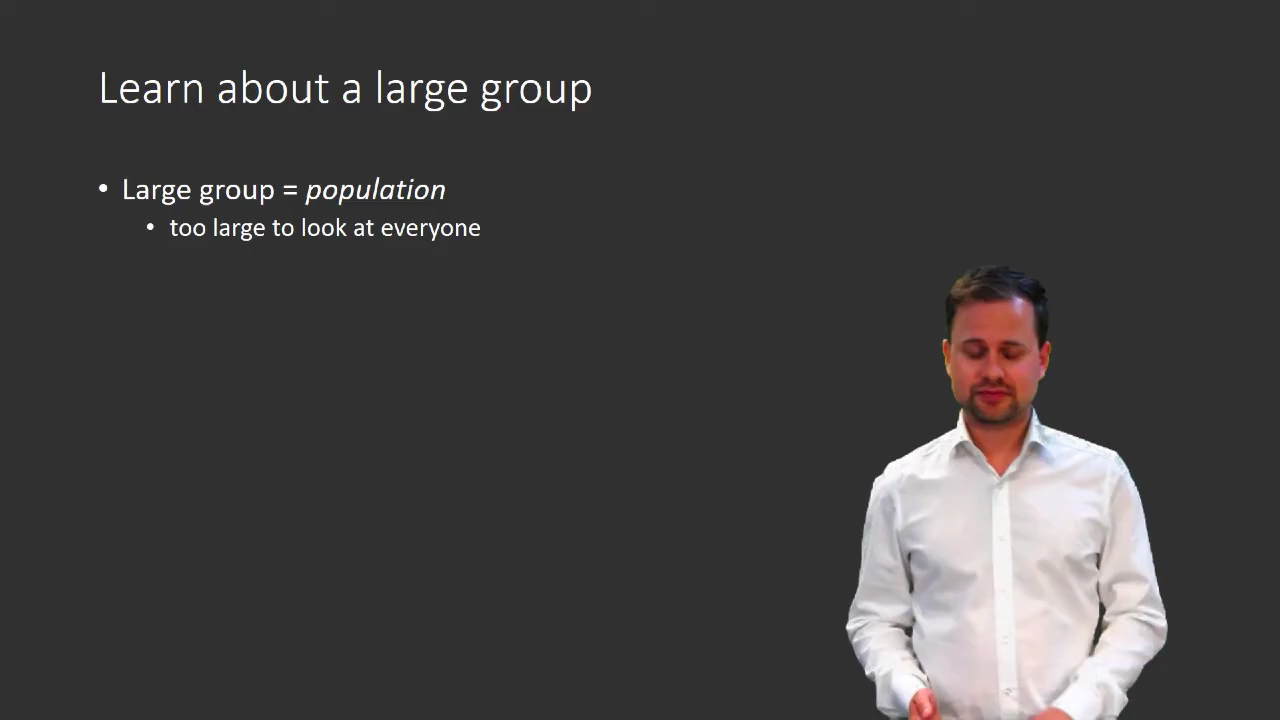 Learn about a large group
• Large group = population
• too large to look at everyone